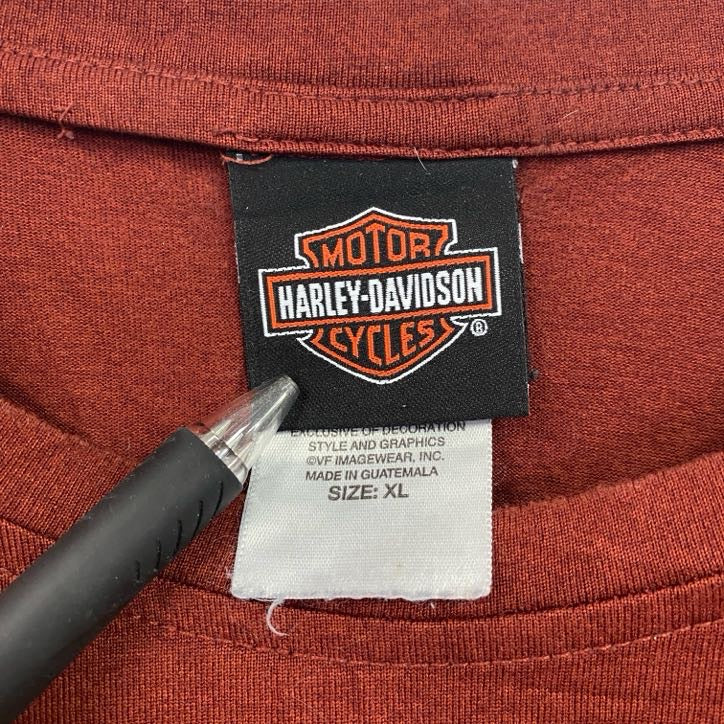 MOTOR
HARLEY-DAVIDSON
CYCLES
®
EXCLUSIVE OF DECORATION
STYLE AND GRAPHICS
©VF IMAGEWEAR, INC.
MADE IN GUATEMALA
SIZE: XL